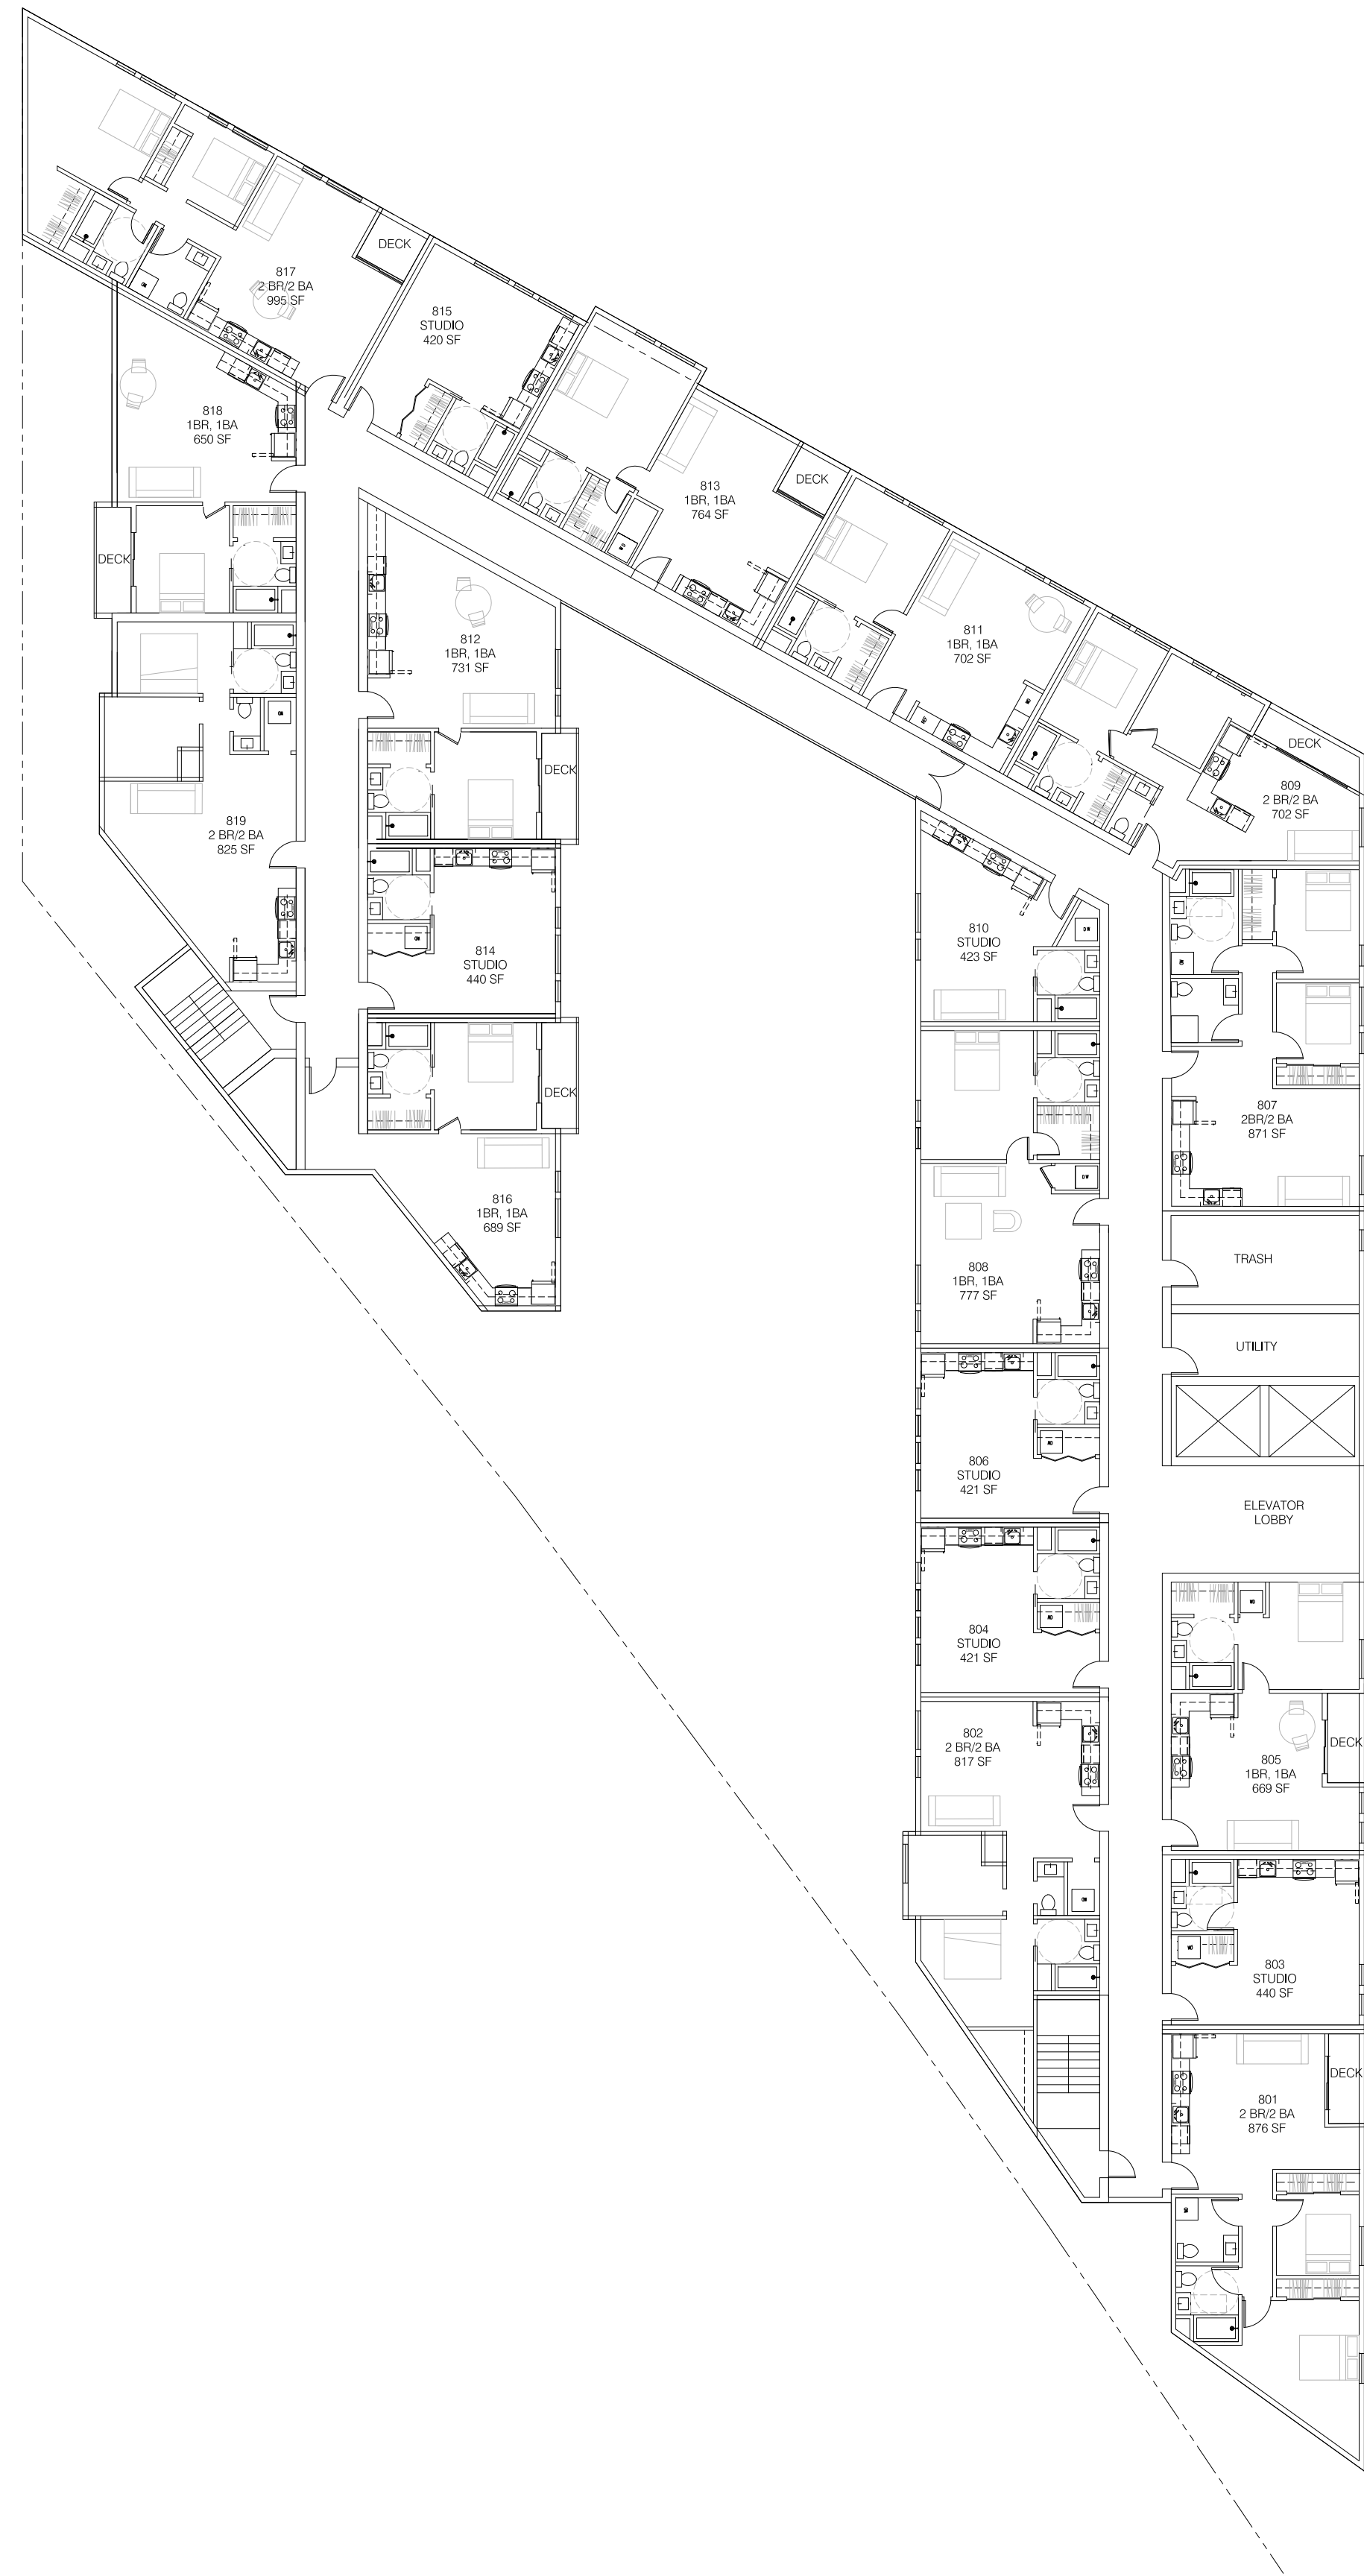 DECK
817
2 BR/2 BA
995 SF
815
STUDIO
420 SF
818
1BR, 1BA
650 SF
DECK
813
1BR, 1BA
764 SF
DECK
812
1BR, 1BA
731 SF
811
1BR, 1BA
702 SF
DECK
809
2 BR/2 BA
702 SF
DECK
819
2 BR/2 BA
825 SF
814
STUDIO
440 SF
810
STUDIO
423 SF
DECK
807
2BR/2 BA
871 SF
816
1BR, 1BA
689 SF
TRASH
808
1BR, 1BA
777 SF
UTILITY
806
STUDIO
421 SF
ELEVATOR
LOBBY
804
STUDIO
421 SF
802
2 BR/2 BA
817 SF
DECK
805
1BR, 1BA
669 SF
803
STUDIO
440 SF
DECK
801
2 BR/2 BA
876 SF